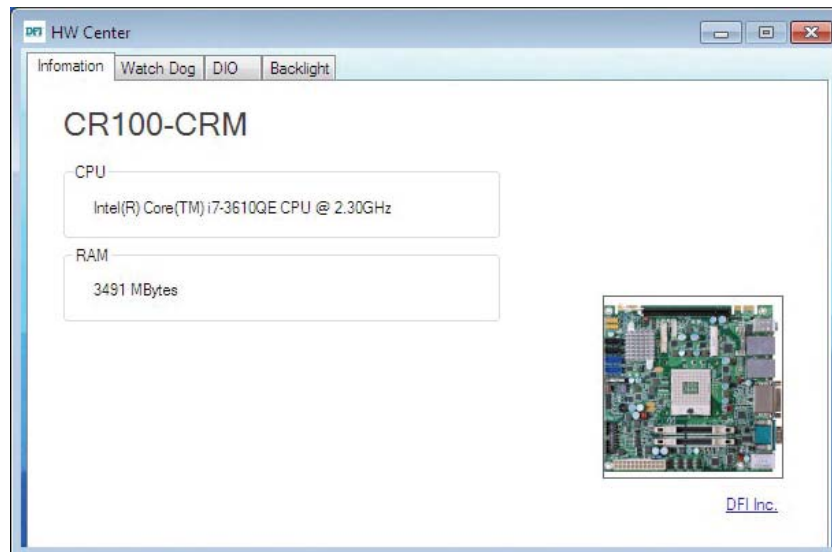 DFI HW Center
Infomation Watch Dog DIO Backlight
CR100-CRM
CPU
Intel(R) Core(TM) i7-3610QE CPU @ 2.30GHz
RAM
3491 MBytes
DFI Inc.